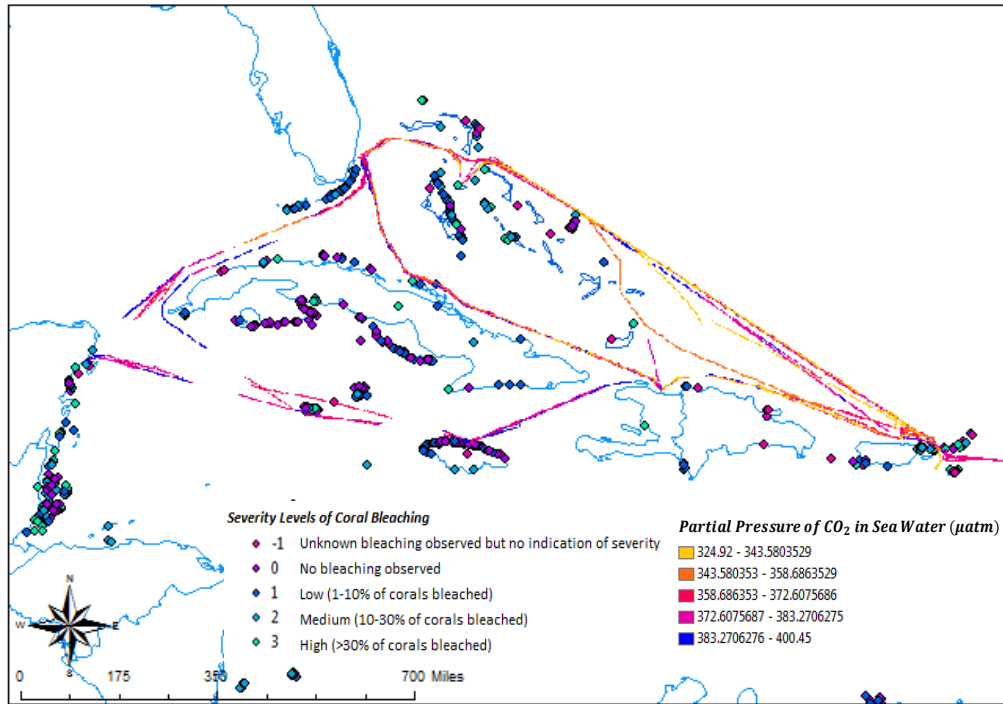 Severity Levels of Coral Bleaching
-1 Unknown bleaching observed but no indication of severity
0 No bleaching observed
1 Low (1-10% of corals bleached)
2 Medium (10-30% of corals bleached)
3 High (>30% of corals bleached)
Partial Pressure of CO₂ in Sea Water (µatm)
324.92 - 343.5803529
343.580353 - 358.6863529
358.686353 - 372.6075686
372.6075687 - 383.2706275
383.2706276 - 400.45
N
W E
S
0 175 350 700 Miles